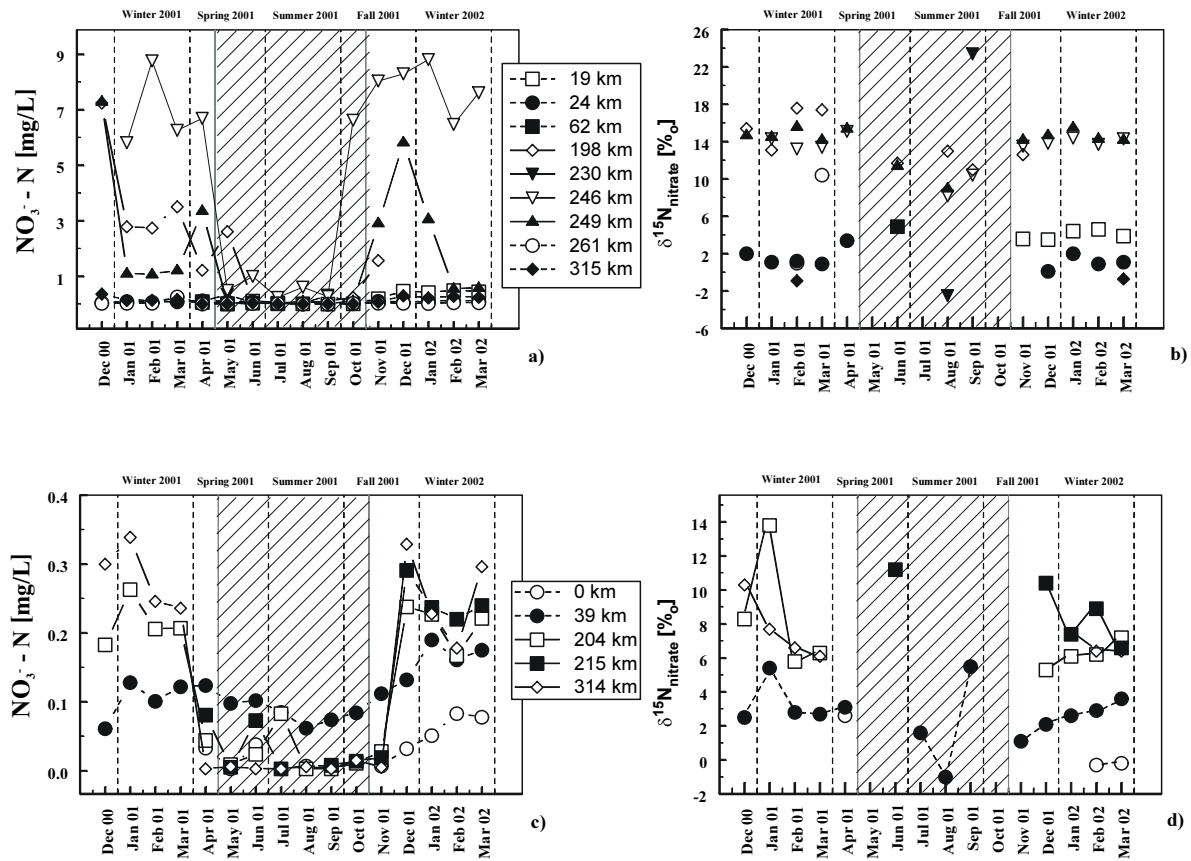 Winter 2001 Spring 2001 Summer 2001 Fall 2001 Winter 2002
NO3- - N [mg/L]
9
7
5
3
1
Dec 00 Jan 01 Feb 01 Mar 01 Apr 01 May 01 Jun 01 Jul 01 Aug 01 Sep 01 Oct 01 Nov 01 Dec 01 Jan 02 Feb 02 Mar 02
a)
19 km
24 km
62 km
198 km
230 km
246 km
249 km
261 km
315 km
Winter 2001 Spring 2001 Summer 2001 Fall 2001 Winter 2002
δ15Nnitrate [%o]
26
22
18
14
10
6
2
-2
-6
Dec 00 Jan 01 Feb 01 Mar 01 Apr 01 May 01 Jun 01 Jul 01 Aug 01 Sep 01 Oct 01 Nov 01 Dec 01 Jan 02 Feb 02 Mar 02
b)
Winter 2001 Spring 2001 Summer 2001 Fall 2001 Winter 2002
NO3- - N [mg/L]
0.4
0.3
0.2
0.1
0.0
Dec 00 Jan 01 Feb 01 Mar 01 Apr 01 May 01 Jun 01 Jul 01 Aug 01 Sep 01 Oct 01 Nov 01 Dec 01 Jan 02 Feb 02 Mar 02
c)
0 km
39 km
204 km
215 km
314 km
Winter 2001 Spring 2001 Summer 2001 Fall 2001 Winter 2002
δ15Nnitrate [%o]
14
12
10
8
6
4
2
0
-2
Dec 00 Jan 01 Feb 01 Mar 01 Apr 01 May 01 Jun 01 Jul 01 Aug 01 Sep 01 Oct 01 Nov 01 Dec 01 Jan 02 Feb 02 Mar 02
d)